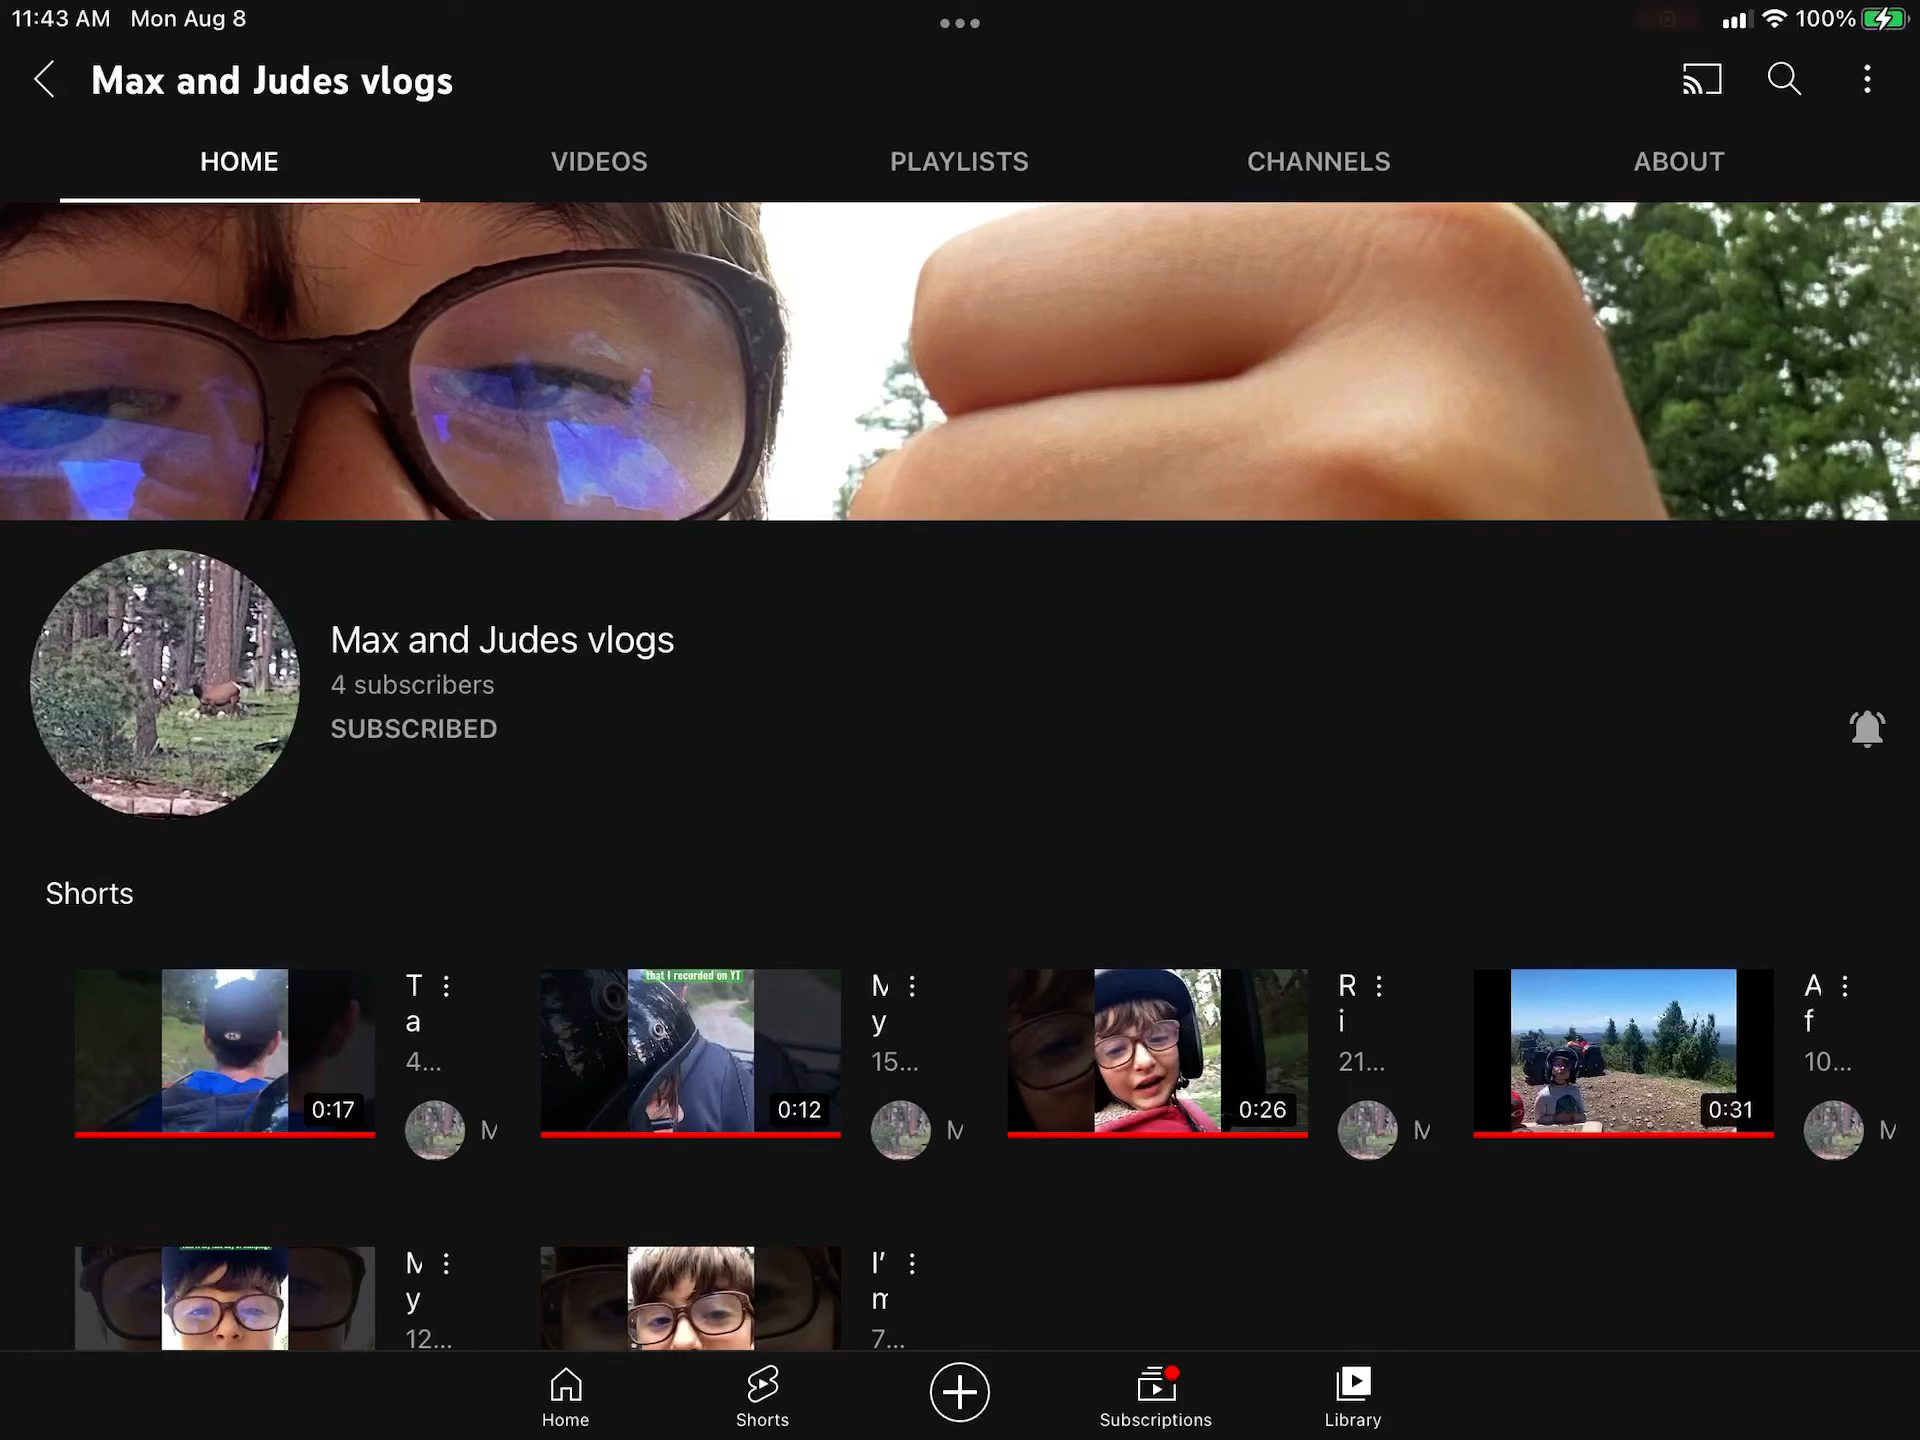 11:43 AM Mon Aug 8
100%
Max and Judes vlogs
HOME
VIDEOS
PLAYLISTS
CHANNELS
ABOUT
Max and Judes vlogs
4 subscribers
SUBSCRIBED
Shorts
0:17
T
a
4...
M
that I recorded on YT
0:12
M
y
15...
M
0:26
R
i
21...
M
0:31
A
f
10...
M
M
y
12...
I'
m
7...
Home
Shorts
Subscriptions
Library